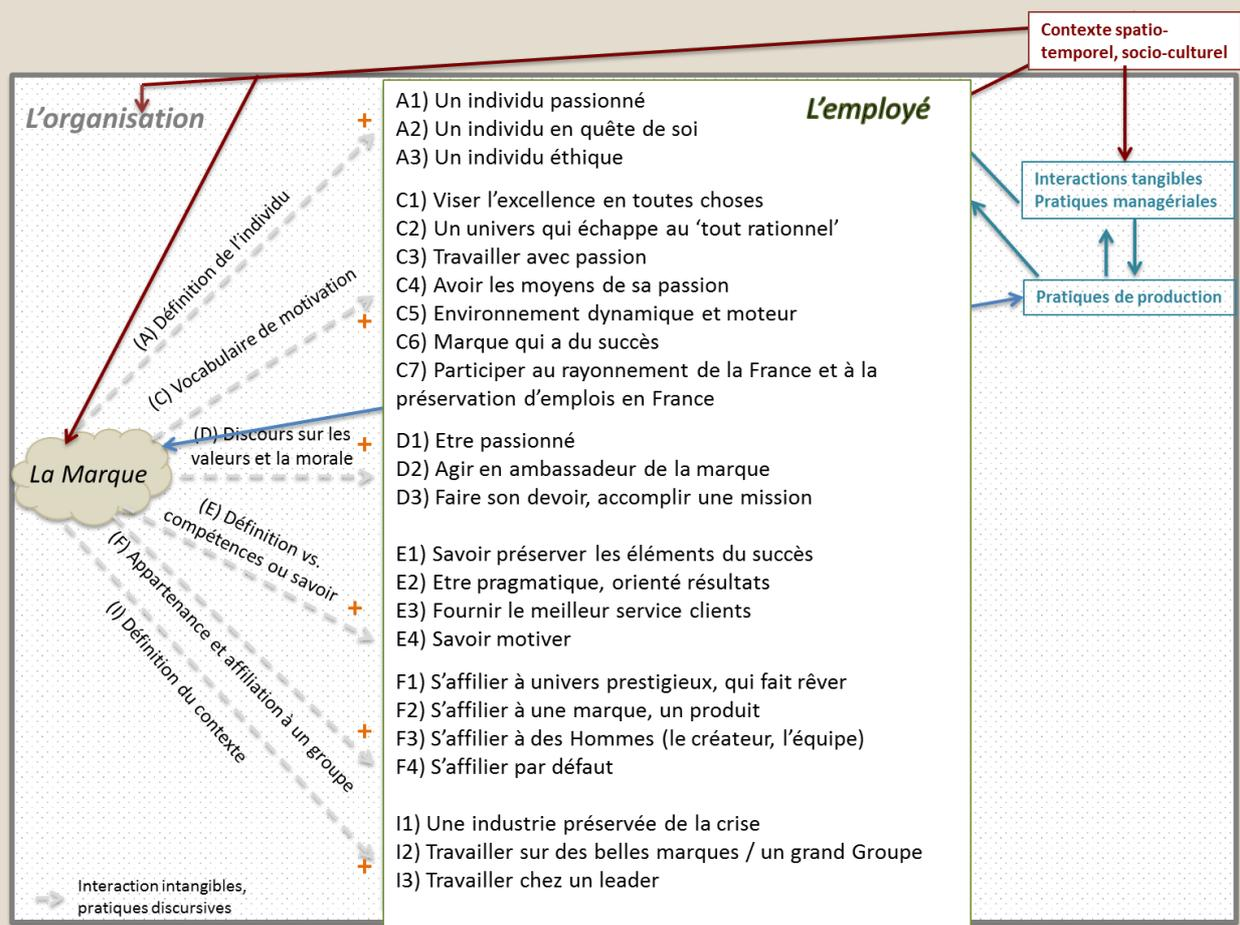 Contexte spatio-
temporel, socio-culturel
L'organisation
L'employé
A1) Un individu passionné
A2) Un individu en quête de soi
A3) Un individu éthique
C1) Viser l'excellence en toutes choses
C2) Un univers qui échappe au 'tout rationnel'
C3) Travailler avec passion
C4) Avoir les moyens de sa passion
C5) Environnement dynamique et moteur
C6) Marque qui a du succès
C7) Participer au rayonnement de la France et à la
préservation d'emplois en France
D1) Etre passionné
D2) Agir en ambassadeur de la marque
D3) Faire son devoir, accomplir une mission
E1) Savoir préserver les éléments du succès
E2) Etre pragmatique, orienté résultats
E3) Fournir le meilleur service clients
E4) Savoir motiver
F1) S'affilier à univers prestigieux, qui fait rêver
F2) S'affilier à une marque, un produit
F3) S'affilier à des Hommes (le créateur, l'équipe)
F4) S'affilier par défaut
I1) Une industrie préservée de la crise
I2) Travailler sur des belles marques / un grand Groupe
I3) Travailler chez un leader
Interactions tangibles
Pratiques managériales
Pratiques de production
(A) Définition de l'individu
+
(C) Vocabulaire de motivation
+
(D) Discours sur les
valeurs et la morale
+
La Marque
(E) Définition vs.
compétences ou savoir
+
(F) Appartenance et affiliation à un groupe
+
(I) Définition du contexte
+
Interaction intangibles,
pratiques discursives